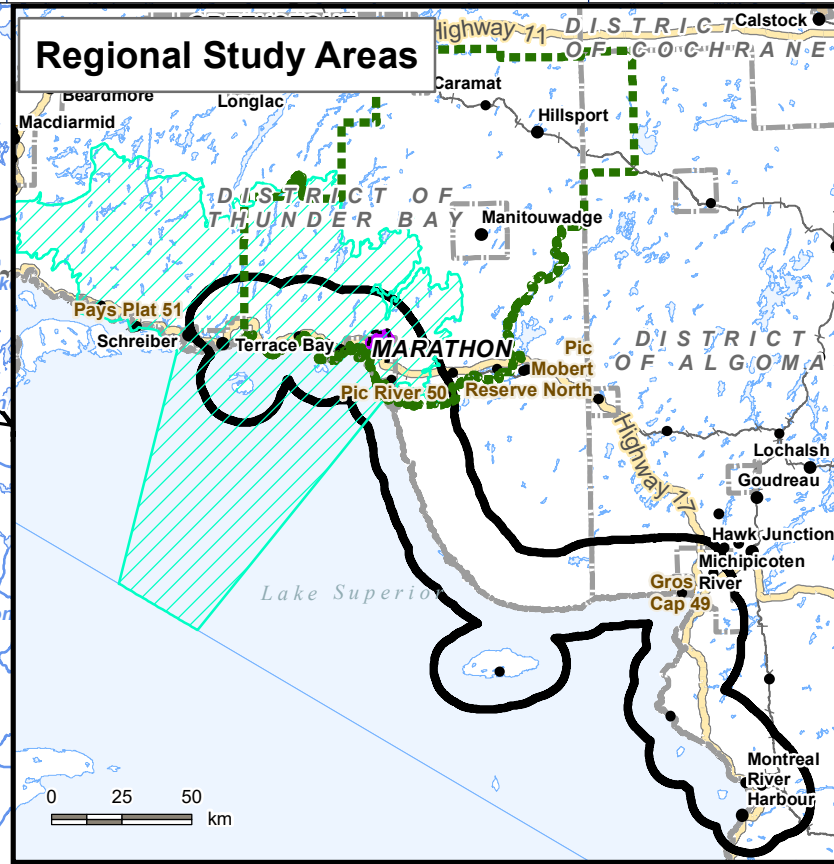 Regional Study Areas
Highway 11
DISTRICT
OF COCHRANE
Calstock
Beardmore
Longlac
Caramat
Macdiarmid
Hillsport
DISTRICT OF
THUNDER BAY
Manitouwadge
Pays Plat 51
Schreiber
Terrace Bay
MARATHON
DISTRICT
OF ALGOMA
Pic
Mobert
Reserve North
Pic River 50
Highway 17
Lochalsh
Goudreau
Hawk Junction
Michipicoten
River
Gros
Cap 49
Lake Superior
Montreal
River
Harbour
0 25 50
km